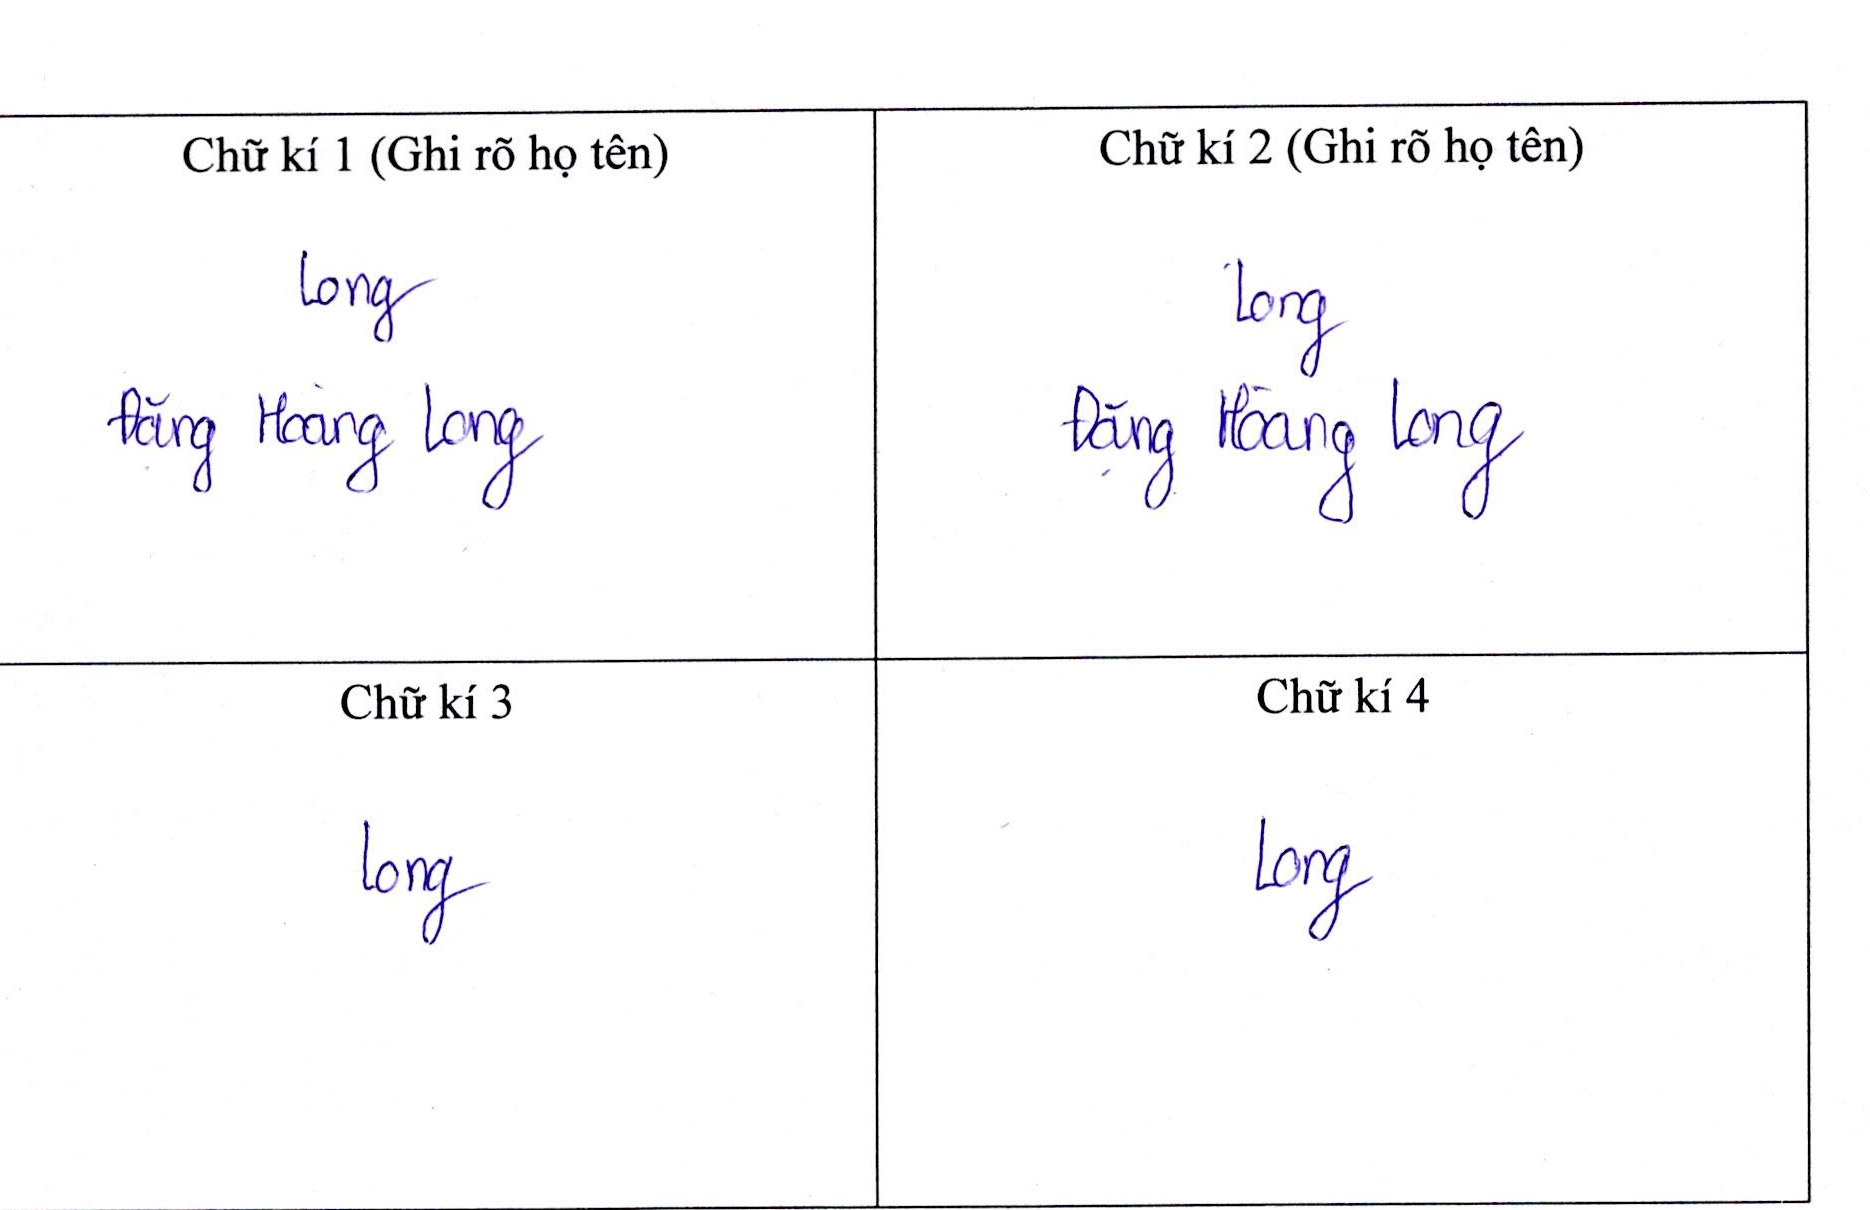 Chữ kí 1 (Ghi rõ họ tên)
Long
Đăng Hoàng Long
Chữ kí 2 (Ghi rõ họ tên)
Long
Đặng Hoàng Long
Chữ kí 3
Long
Chữ kí 4
Long